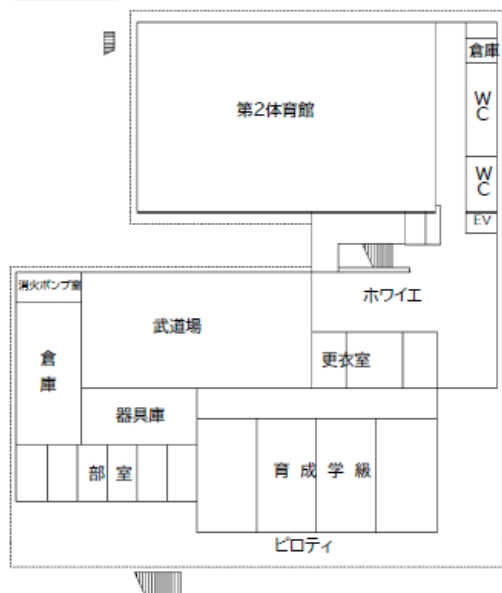 倉庫
第2体育館
WC
WC
EV
消火ポンプ室
ホワイエ
武道場
倉庫
更衣室
器具庫
部室
育成学級
ピロティ